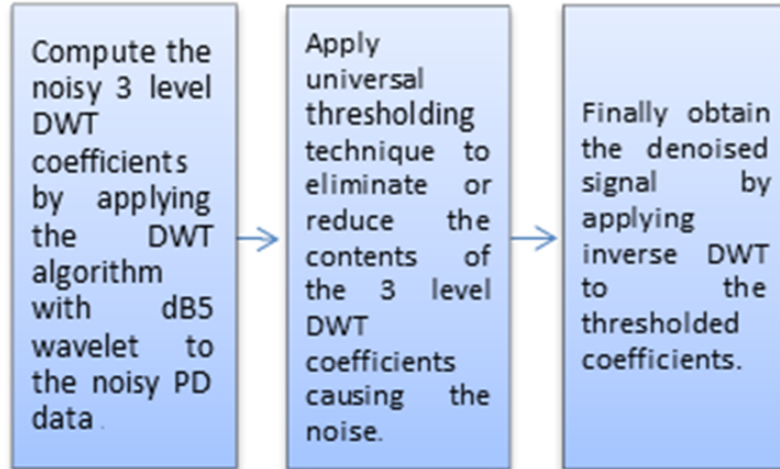 Compute the
noisy 3 level
DWT
coefficients
by applying
the DWT
algorithm
with dB5
wavelet to
the noisy PD
data .
Apply
universal
thresholding
technique to
eliminate or
reduce the
contents of
the 3 level
DWT
coefficients
causing the
noise.
Finally obtain
the denoised
signal by
applying
inverse DWT
to the
thresholded
coefficients.